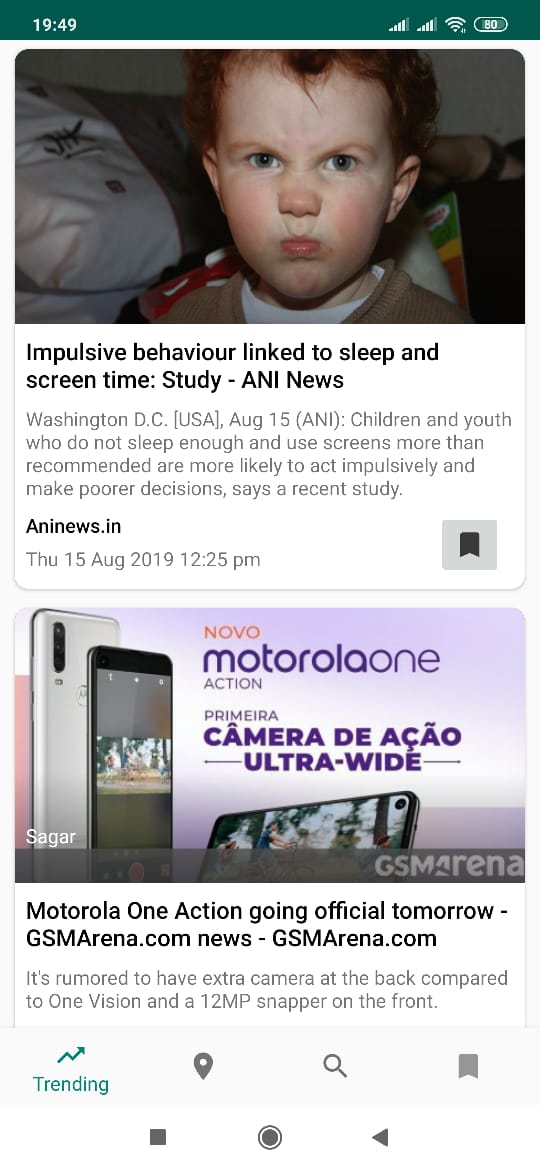 19:49
80
Impulsive behaviour linked to sleep and
screen time: Study - ANI News
Washington D.C. [USA], Aug 15 (ANI): Children and youth
who do not sleep enough and use screens more than
recommended are more likely to act impulsively and
make poorer decisions, says a recent study.
Aninews.in
Thu 15 Aug 2019 12:25 pm
NOVO
motorola one
ACTION
PRIMEIRA
CÂMERA DE AÇÃO
ULTRA-WIDE
Sagar
GSMArena
Motorola One Action going official tomorrow -
GSMArena.com news - GSMArena.com
It's rumored to have extra camera at the back compared
to One Vision and a 12MP snapper on the front.
Trending